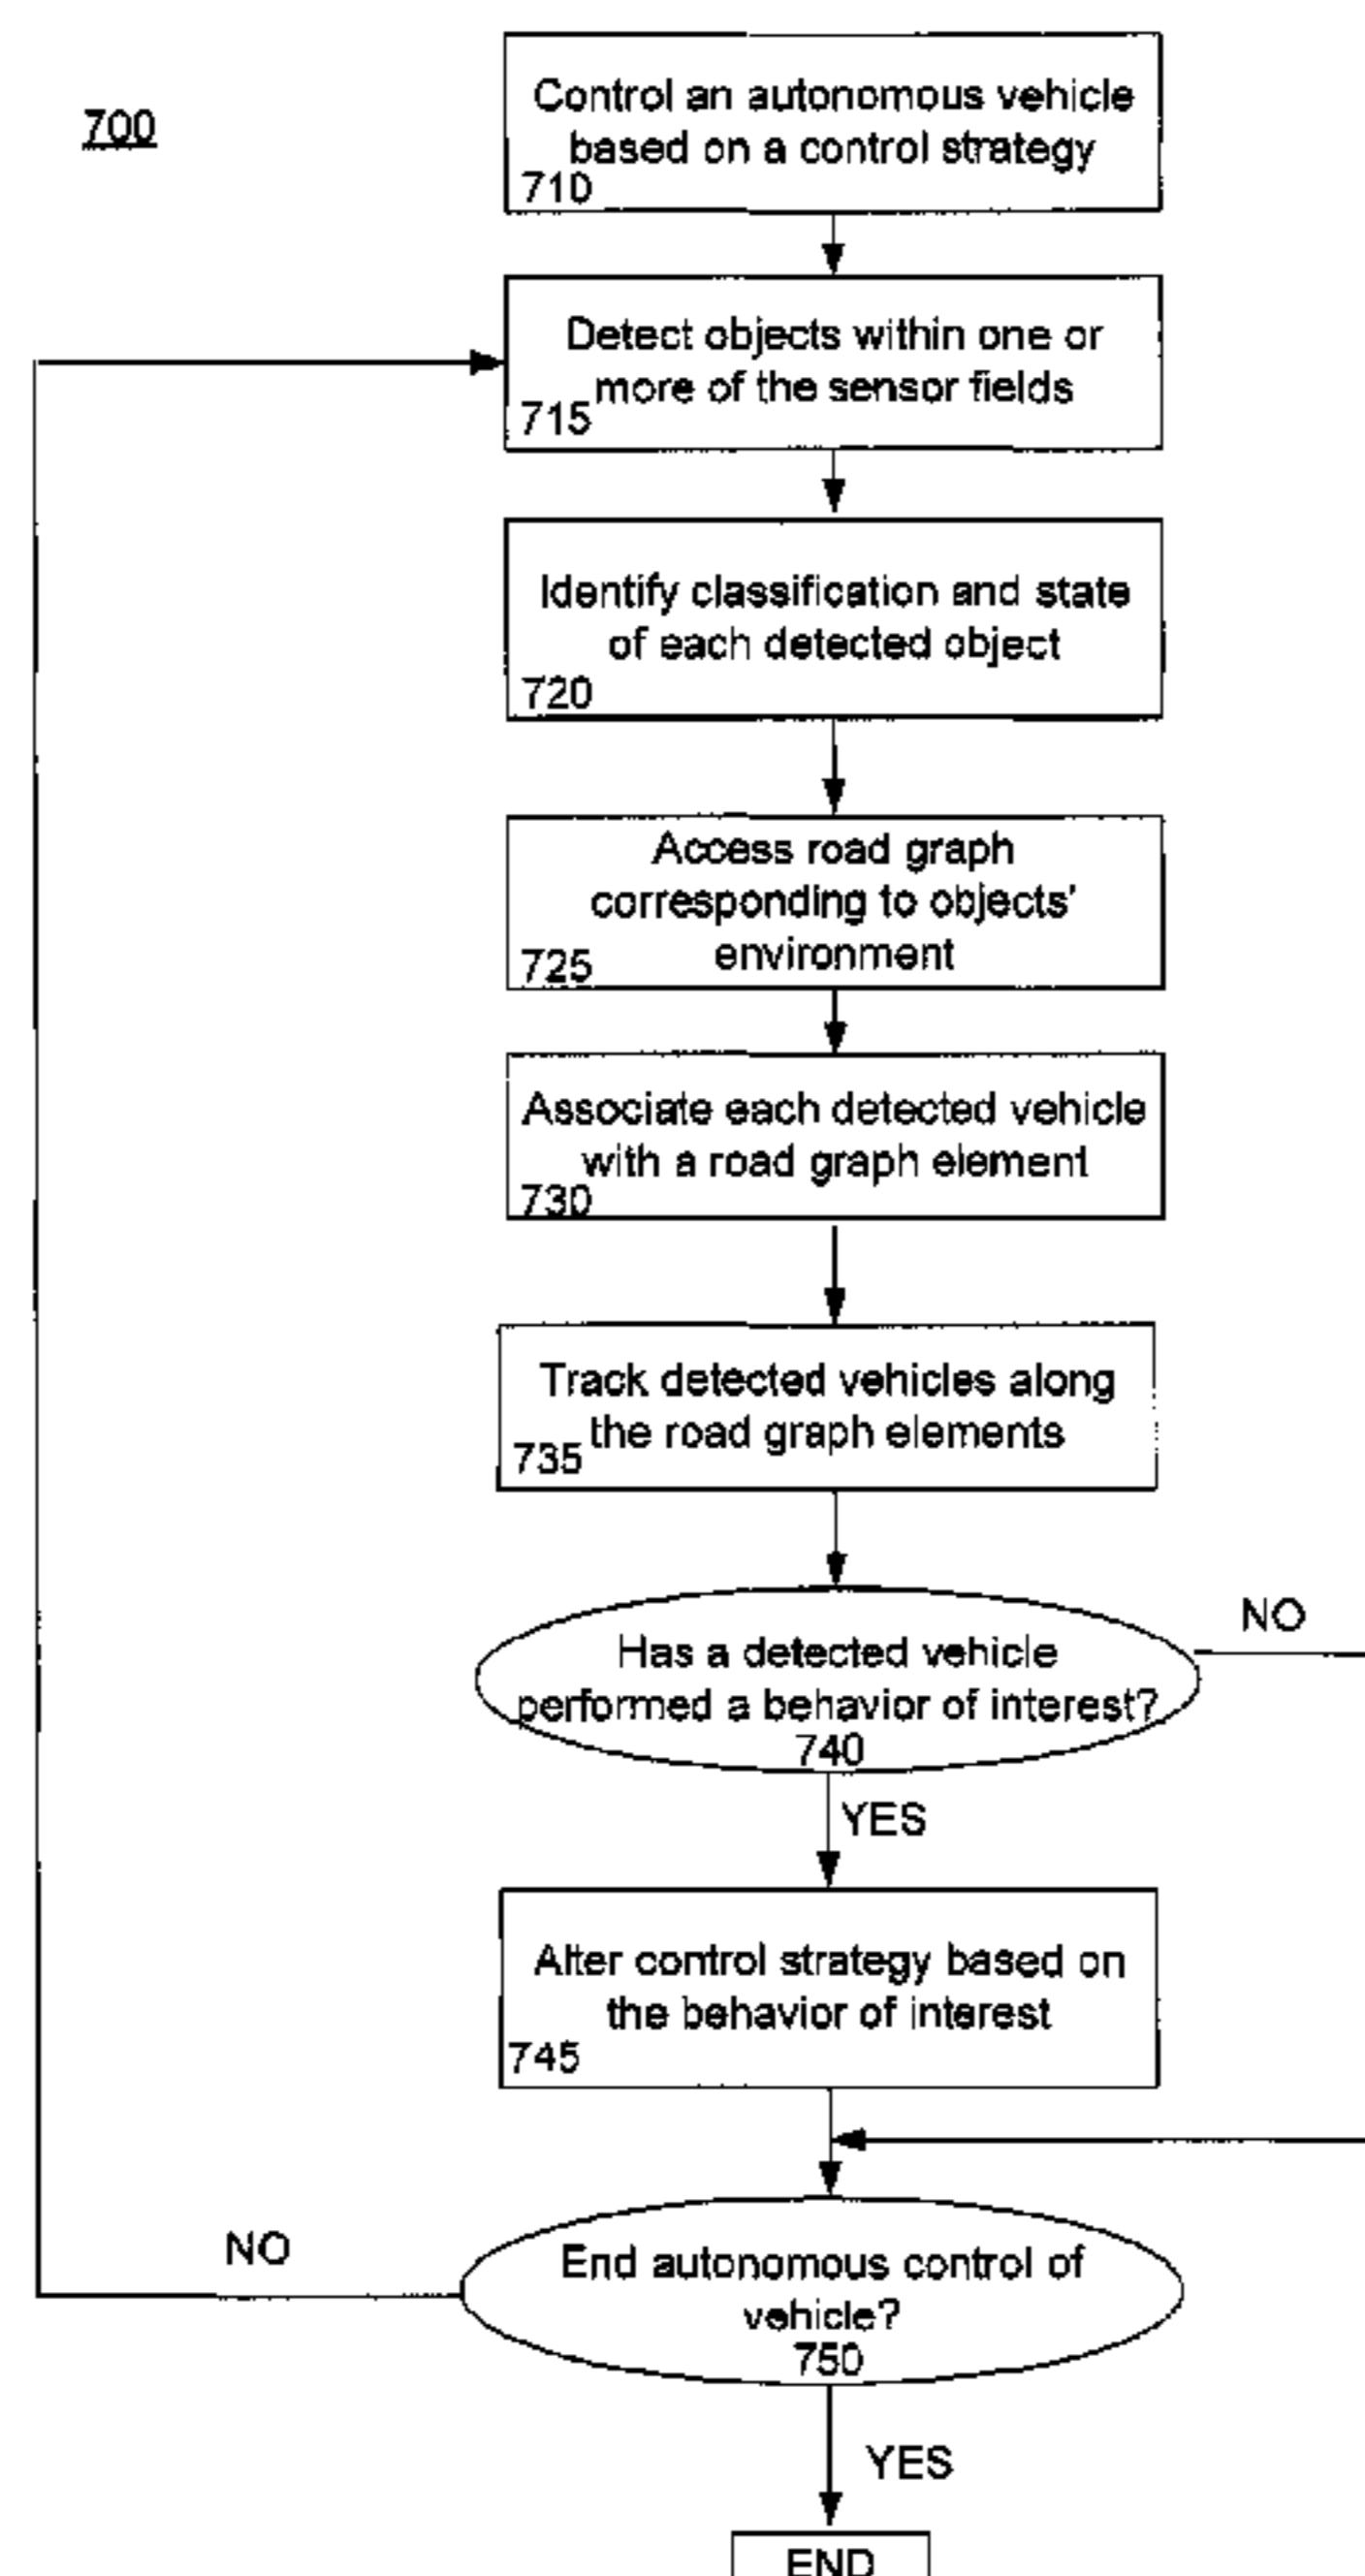 700
Control an autonomous vehicle
based on a control strategy
710
Detect objects within one or
more of the sensor fields
715
Identify classification and state
of each detected object
720
Access road graph
corresponding to objects'
environment
725
Associate each detected vehicle
with a road graph element
730
Track detected vehicles along
the road graph elements
735
Has a detected vehicle
performed a behavior of interest?
740
NO
YES
Alter control strategy based on
the behavior of interest
745
NO
End autonomous control of
vehicle?
750
YES
END